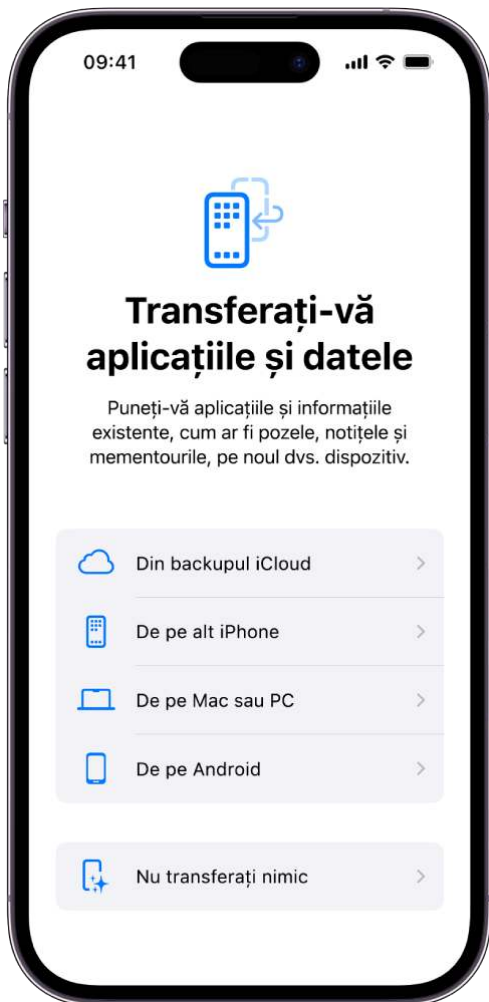 09:41
Transferați-vă
aplicațiile și datele
Puneți-vă aplicațiile și informațiile
existente, cum ar fi pozele, notițele și
mementourile, pe noul dvs. dispozitiv.
Din backupul iCloud
De pe alt iPhone
De pe Mac sau PC
De pe Android
Nu transferați nimic